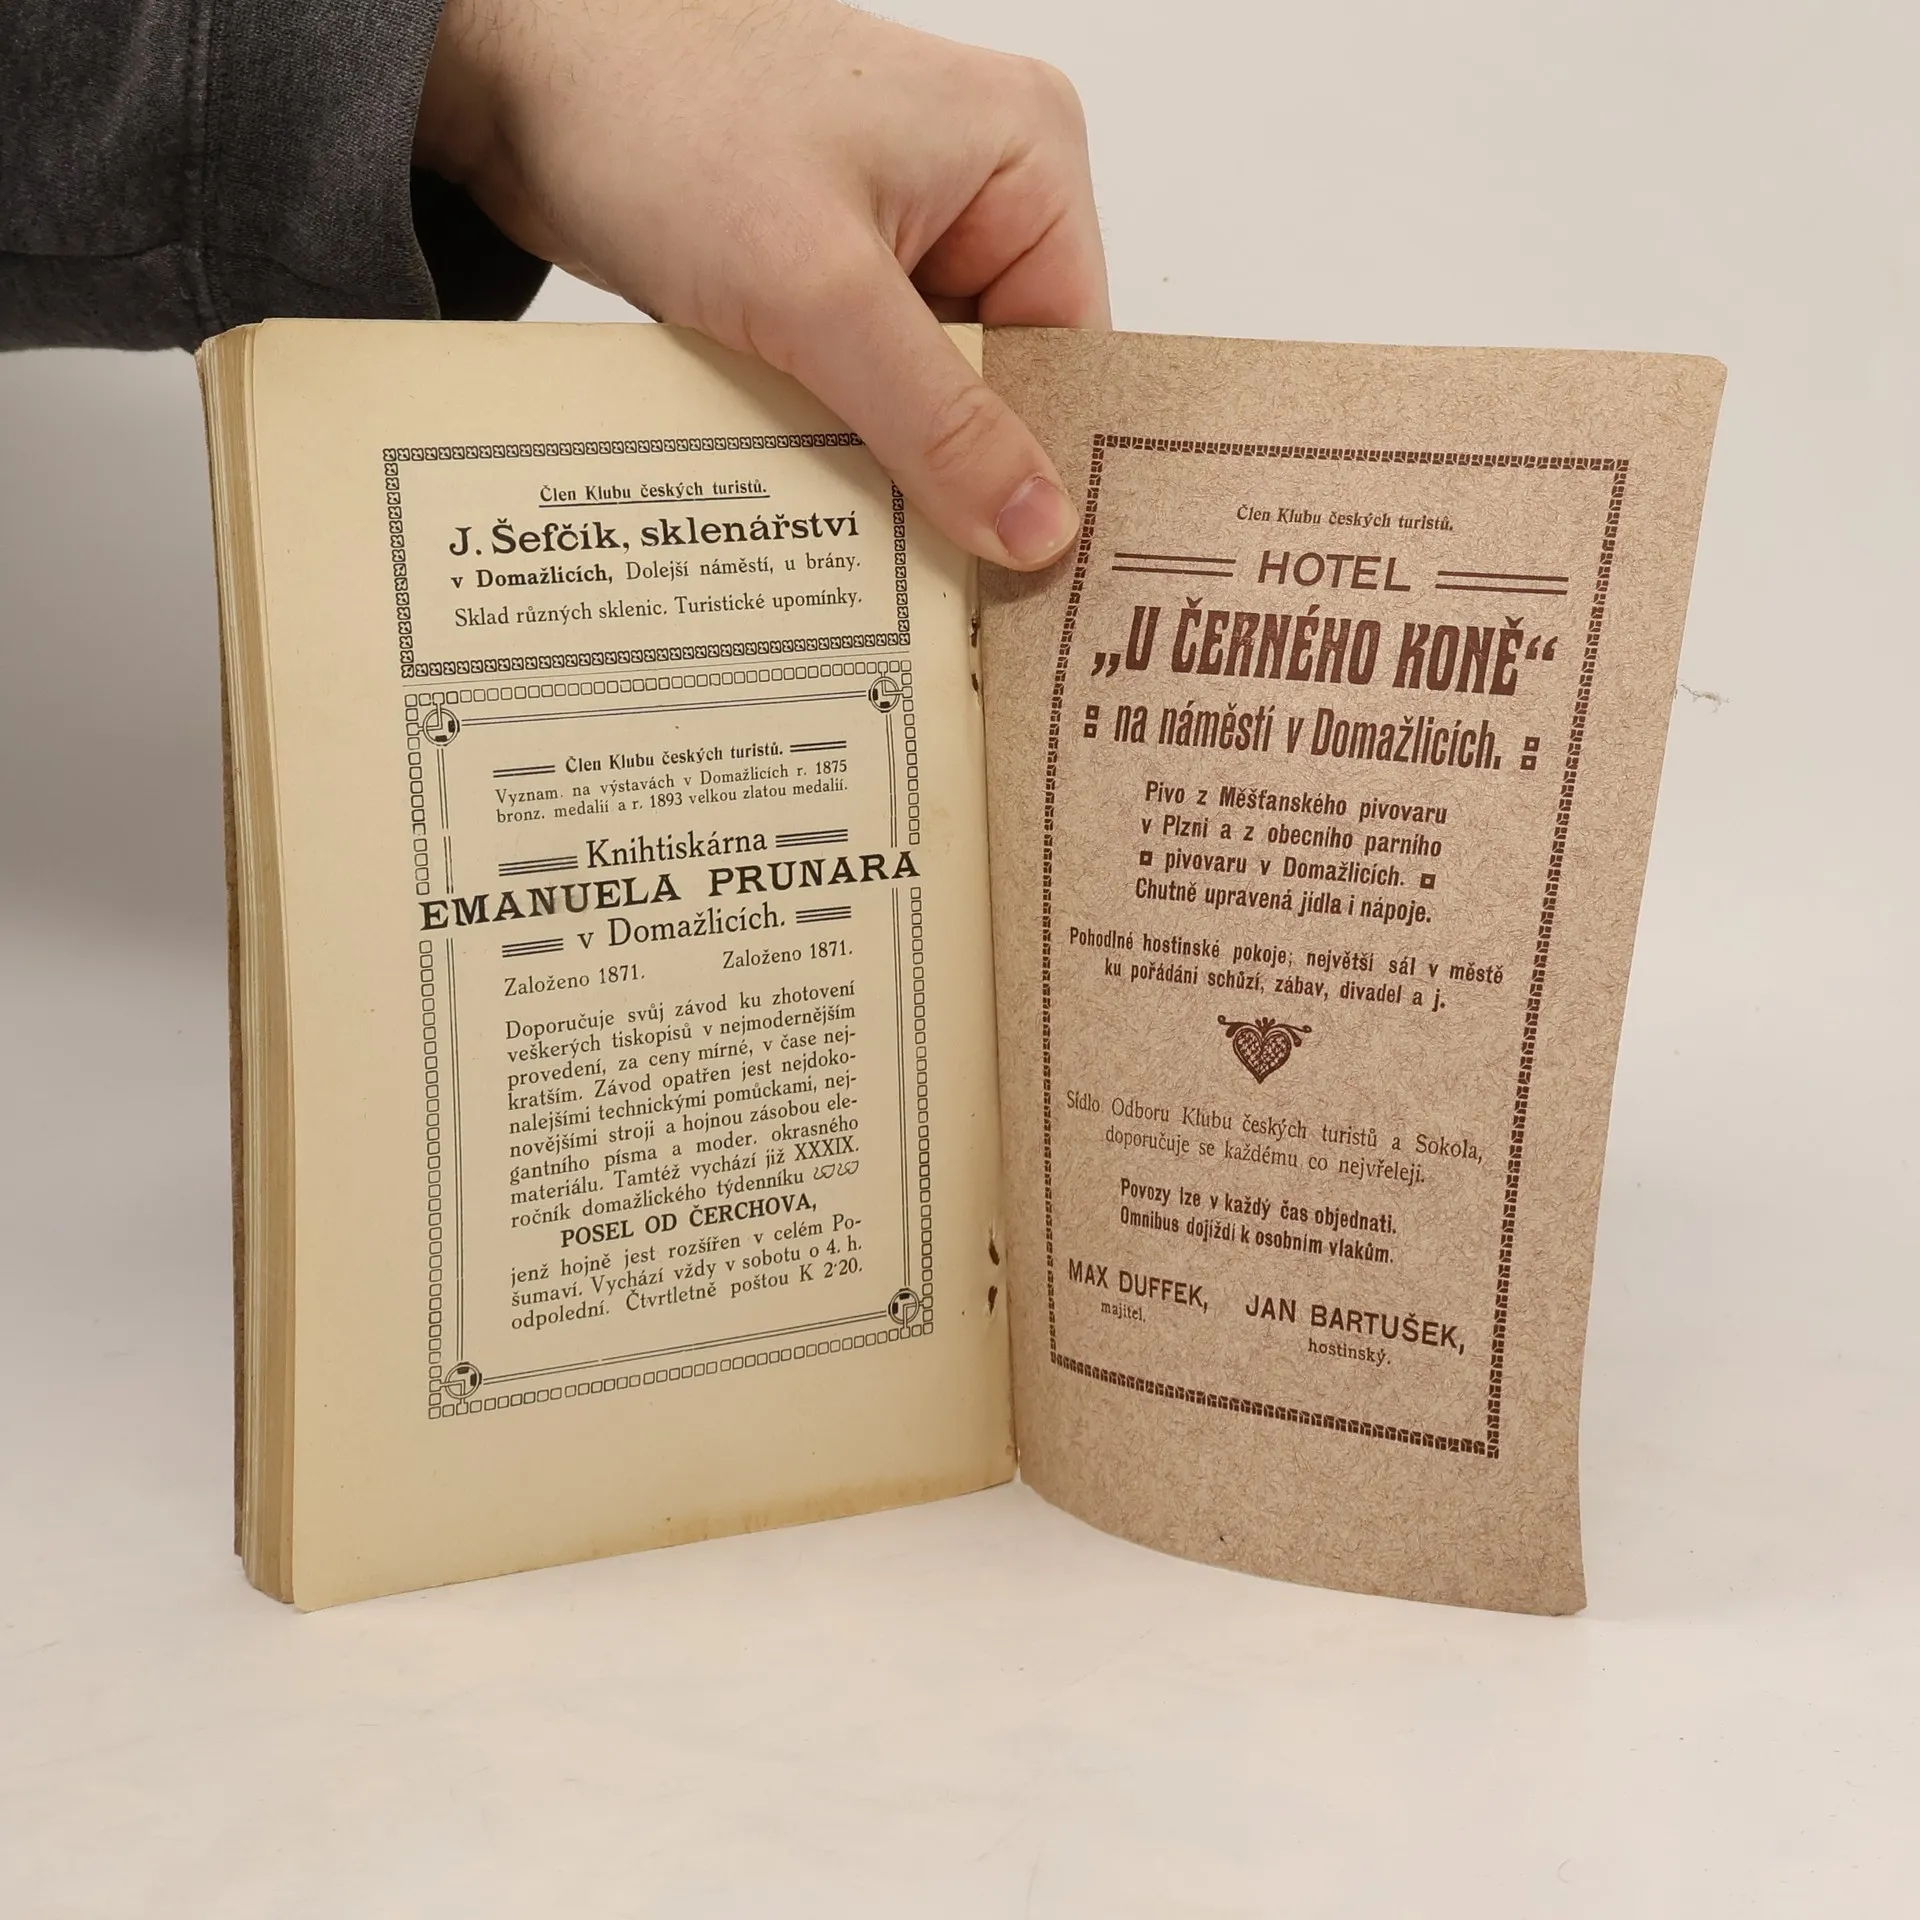 Člen Klubu českých turistů.
J. Šefčík, sklenářství
v Domažlicích, Dolejší náměstí, u brány.
Sklad různých sklenic. Turistické upomínky.
Člen Klubu českých turistů.
Vyznam. na výstavách v Domažlicích r. 1875
bronz. medalií a r. 1893 velkou zlatou medalií.
Knihtiskárna
EMANUELA PRUNARA
v Domažlicích.
Založeno 1871. Založeno 1871.
Doporučuje svůj závod ku zhotovení
veškerých tiskopisů v nejmodernějším
provedení, za ceny mírné, v čase nej-
kratším. Závod opatřen jest nejdoko-
nalejšími technickými pomůckami, nej-
novějšími stroji a hojnou zásobou ele-
gantního písma a moder. okrasného
materiálu. Tamtéž vychází již XXXIX.
ročník domažlického týdenníku
POSEL OD ČERCHOVA,
jenž hojně jest rozšířen v celém Po-
šumaví. Vychází vždy v sobotu o 4. h.
odpolední. Čtvrtletně poštou K 2·20.
Člen Klubu českých turistů.
HOTEL
„U ČERNÉHO KONĚ“
na náměstí v Domažlicích.
Pivo z Měšťanského pivovaru
v Plzni a z obecního parního
pivovaru v Domažlicích.
Chutně upravená jídla i nápoje.
Pohodlné hostinské pokoje; největší sál v městě
ku pořádání schůzí, zábav, divadel a j.
Sídlo Odboru Klubu českých turistů a Sokola,
doporučuje se každému co nejvřeleji.
Povozy lze v každý čas objednati.
Omnibus dojíždí k osobním vlakům.
MAX DUFFEK, JAN BARTUŠEK,
majitel. hostinský.